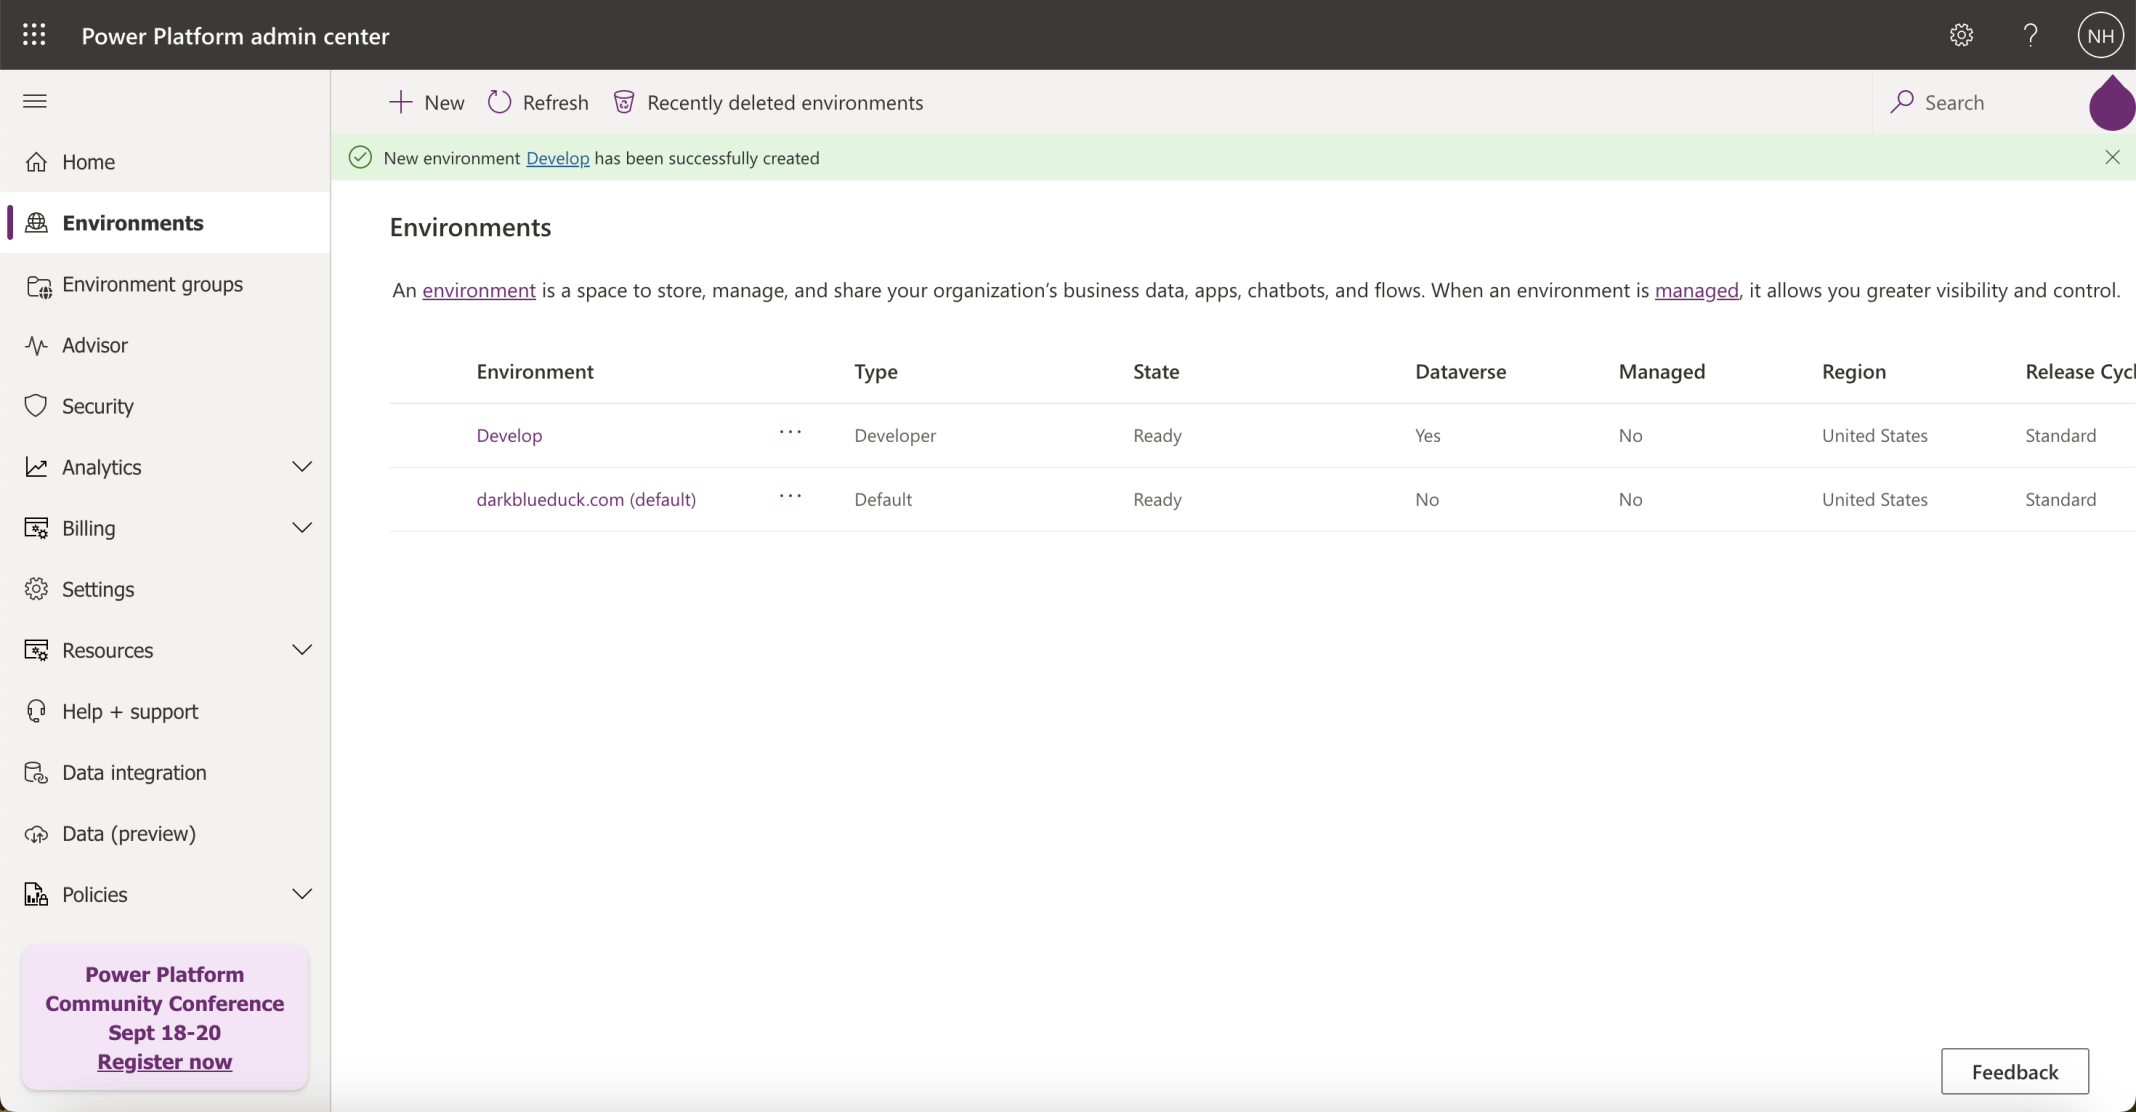 Power Platform admin center
NH
New Refresh Recently deleted environments Search
New environment Develop has been successfully created
Home
Environments
Environment groups
Advisor
Security
Analytics
Billing
Settings
Resources
Help + support
Data integration
Data (preview)
Policies
Power Platform
Community Conference
Sept 18-20
Register now
Environments
An environment is a space to store, manage, and share your organization's business data, apps, chatbots, and flows. When an environment is managed, it allows you greater visibility and control.
Environment Type State Dataverse Managed Region Release Cycl
Develop ... Developer Ready Yes No United States Standard
darkblueduck.com (default) ... Default Ready No No United States Standard
Feedback